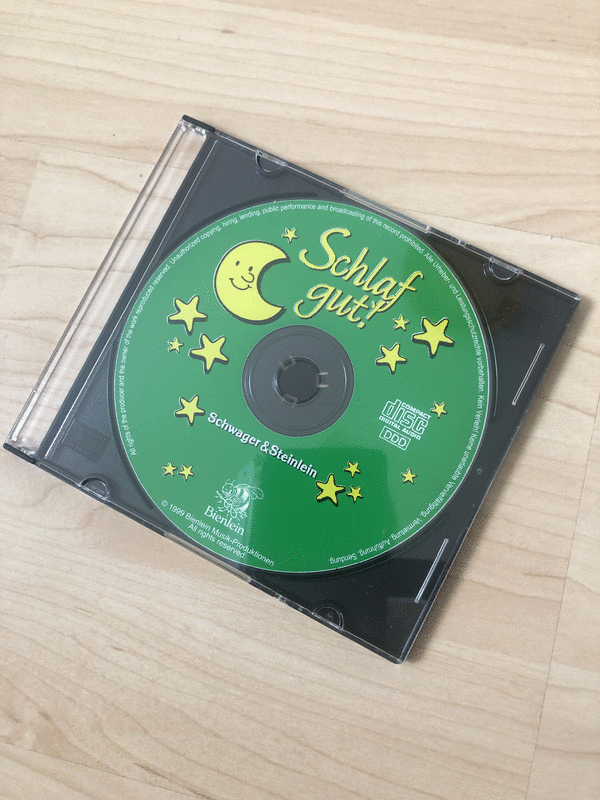 All rights of the producer and the owner of the work reproduced reserved. Unauthorized copying, hiring, lending, public performance and broadcasting of this record prohibited. Alle Urheber- und Leistungsschutzrechte vorbehalten. Kein Verleih! Keine unerlaubte Vervielfältigung, Vermietung, Aufführung, Sendung.
Schlaf
gut!
COMPACT
disc
DIGITAL AUDIO
DDD
Schwager & Steinlein
Bienlein
© 1999 Bienlein Musik-Produktionen
All rights reserved.